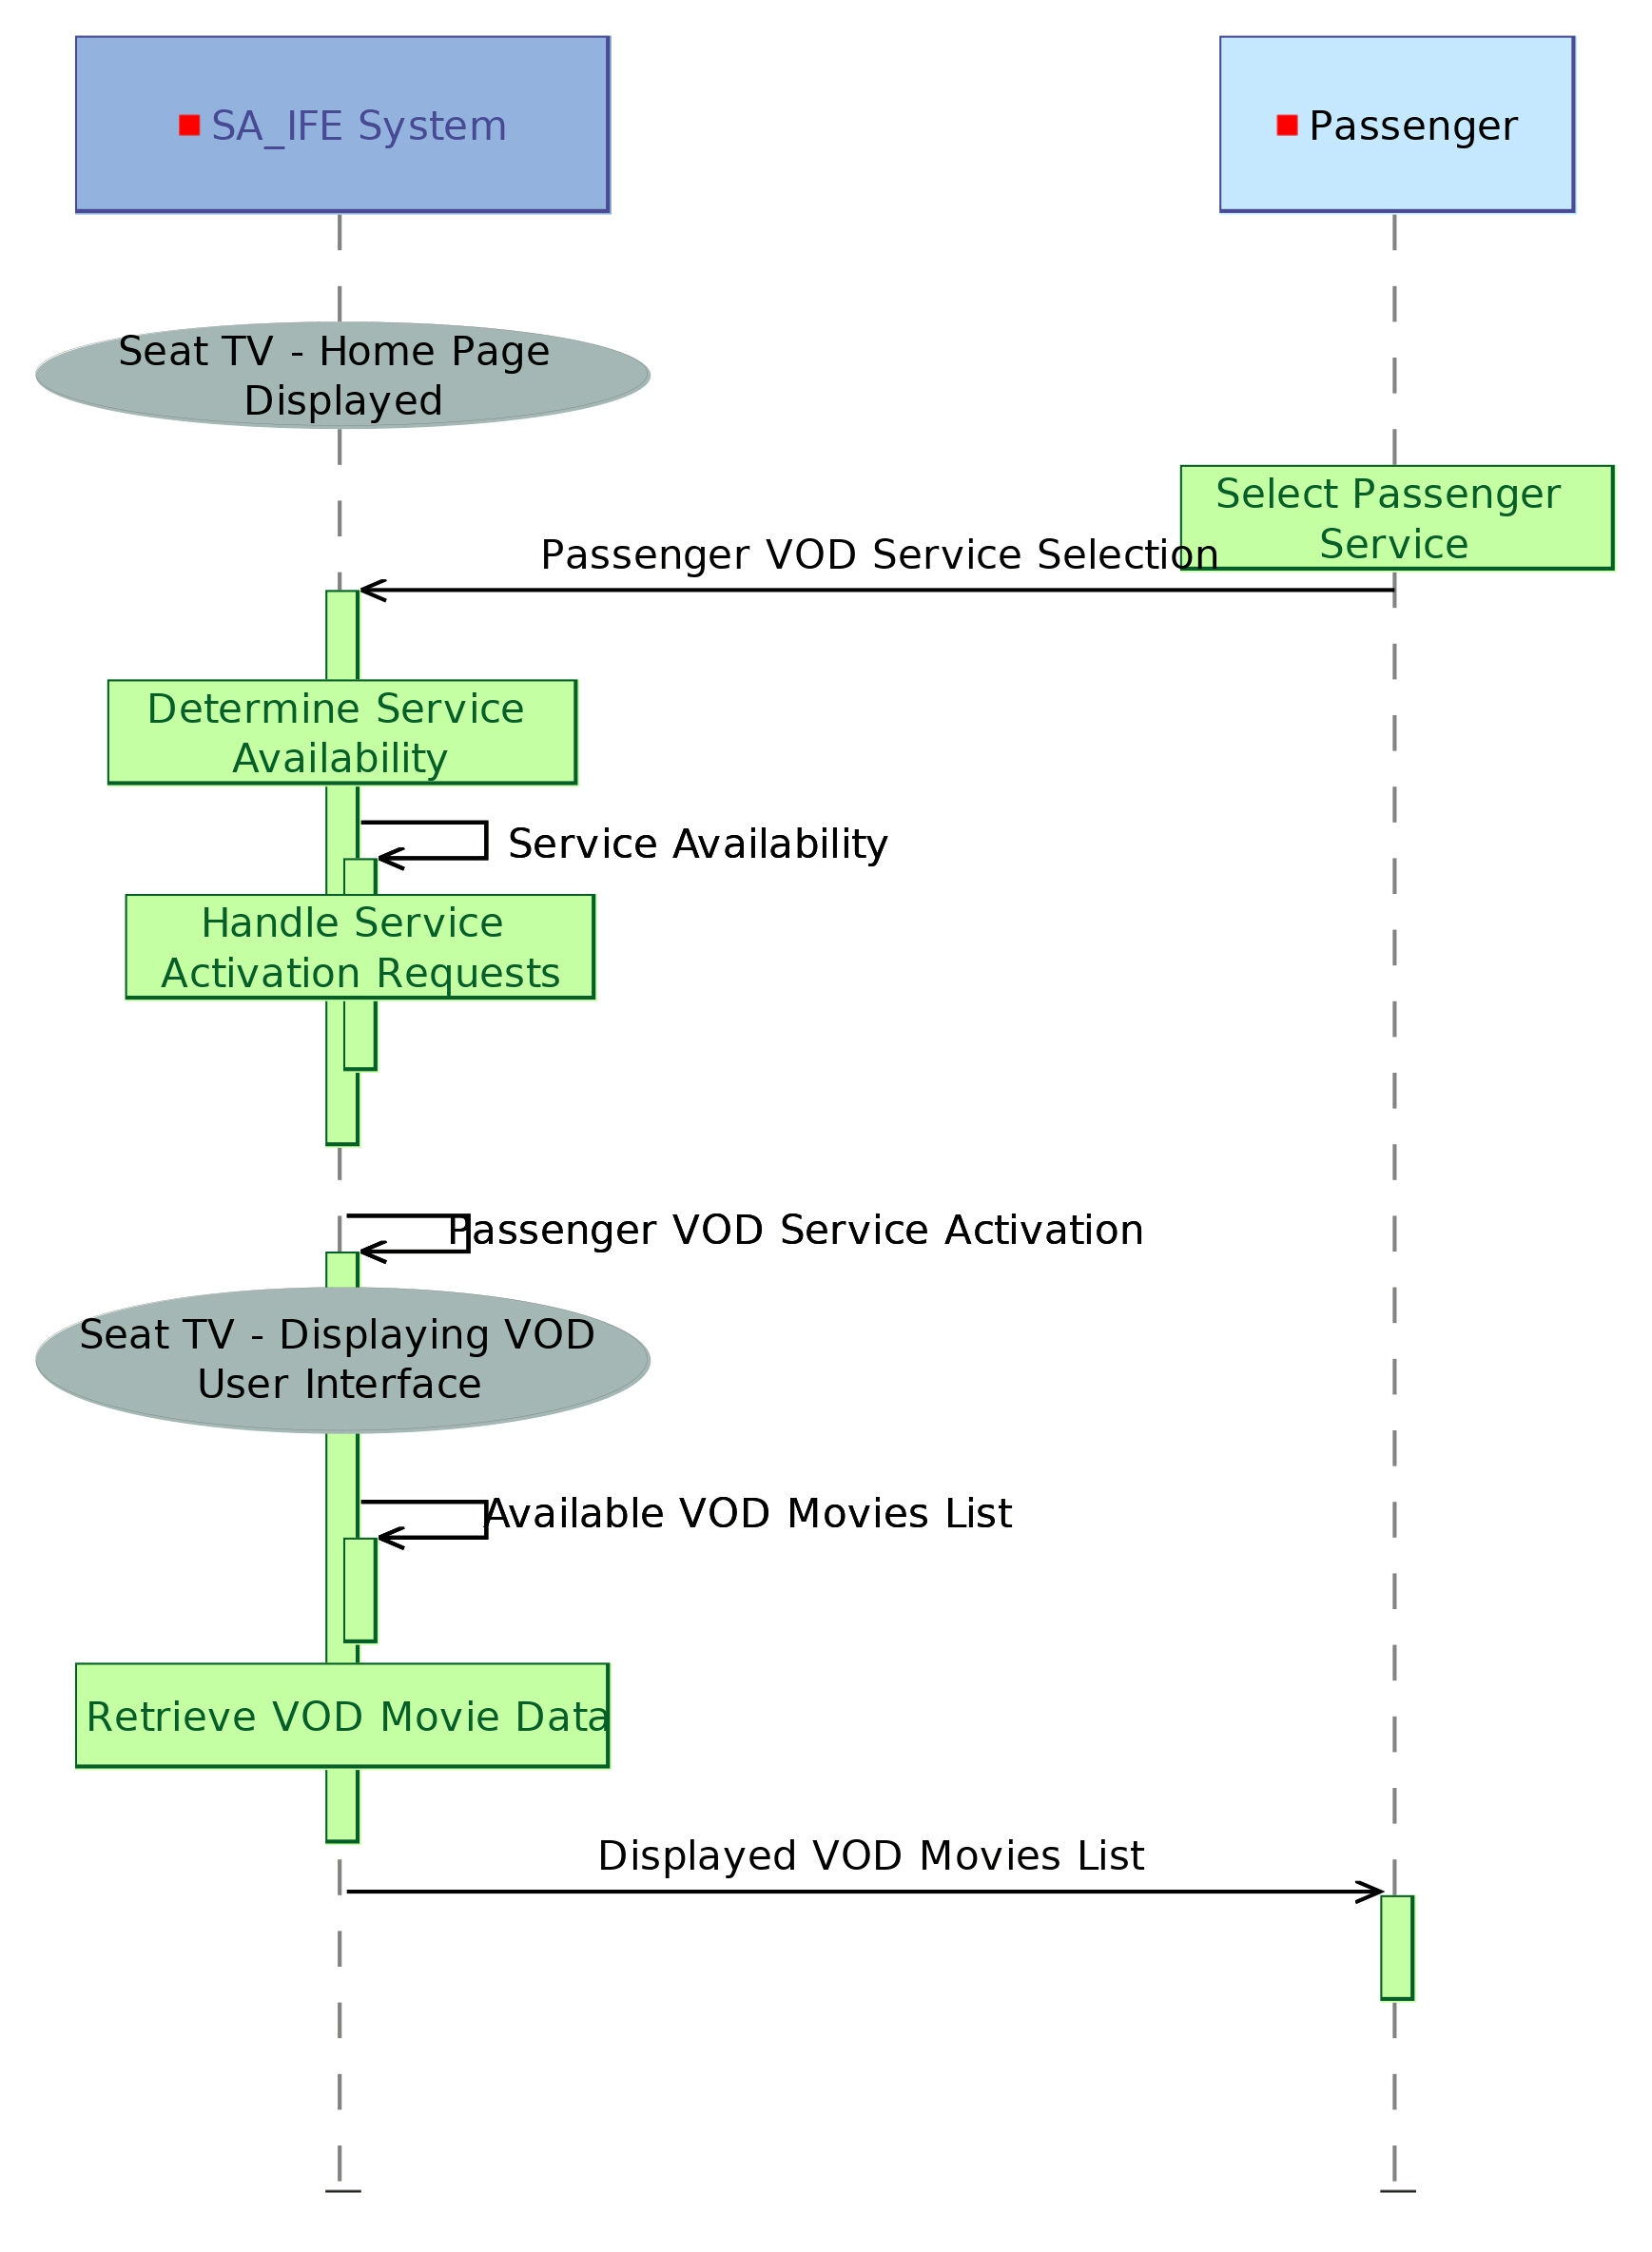 SA_IFE System
Passenger
Seat TV - Home Page
Displayed
Select Passenger
Service
Passenger VOD Service Selection
Determine Service
Availability
Service Availability
Handle Service
Activation Requests
Passenger VOD Service Activation
Seat TV - Displaying VOD
User Interface
Available VOD Movies List
Retrieve VOD Movie Data
Displayed VOD Movies List